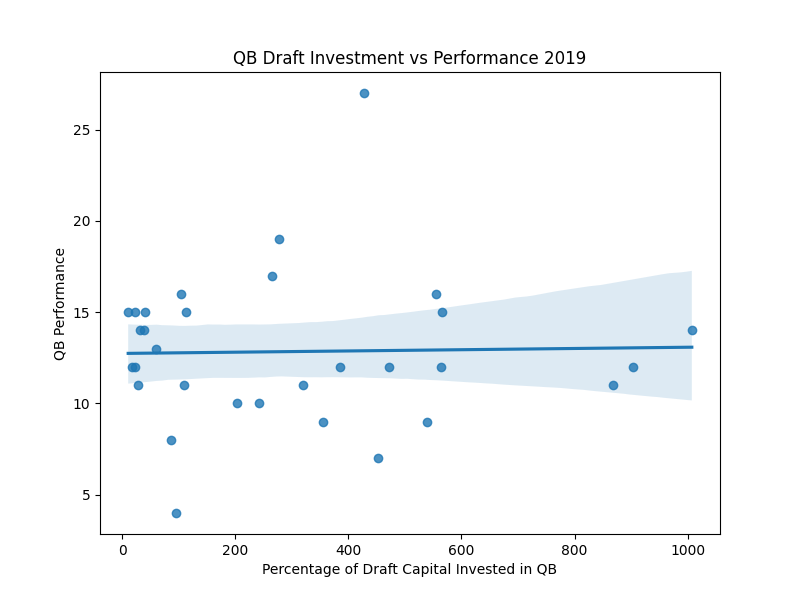 QB Draft Investment vs Performance 2019
25
20
15
10
5
QB Performance
0 200 400 600 800 1000
Percentage of Draft Capital Invested in QB